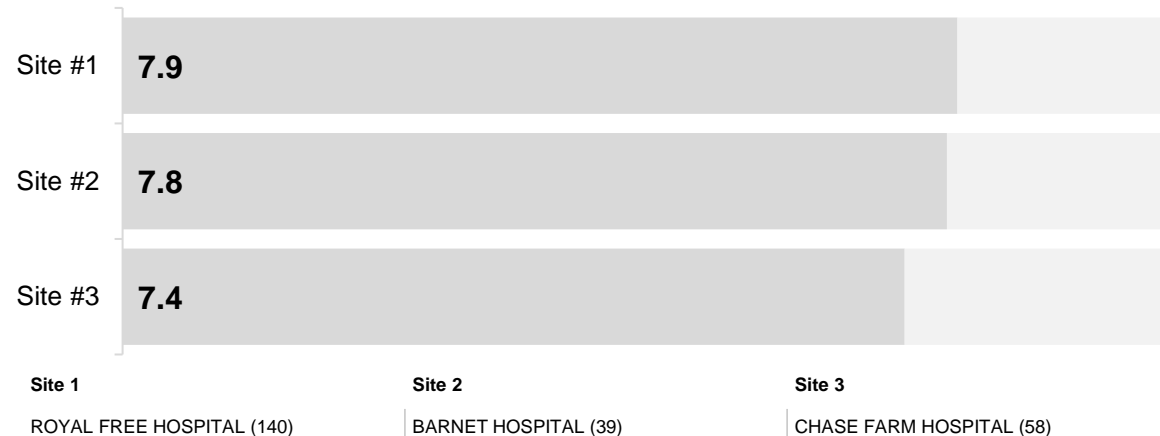 Site #1 7.9
Site #2 7.8
Site #3 7.4
Site 1 Site 2 Site 3
ROYAL FREE HOSPITAL (140) BARNET HOSPITAL (39) CHASE FARM HOSPITAL (58)